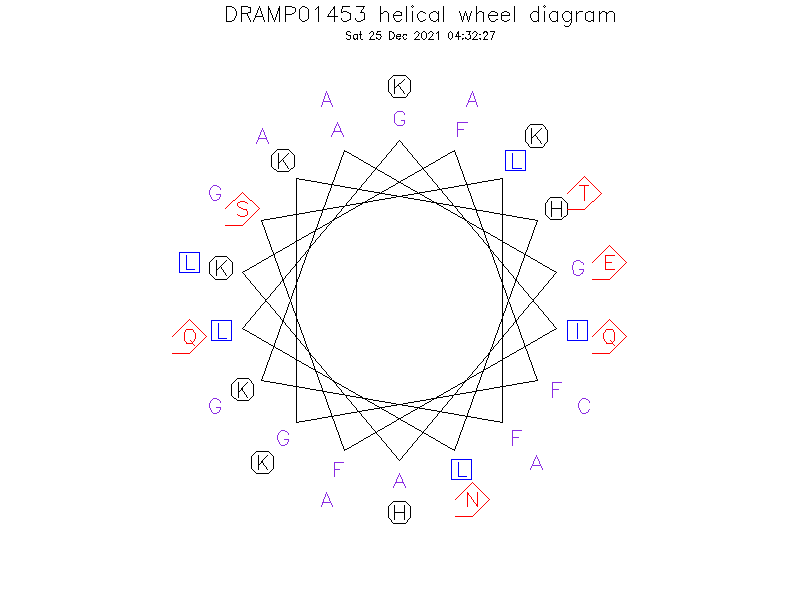 DRAMP01453 helical wheel diagram
Sat 25 Dec 2021 04:32:27
K
A A
G
A F
A K
K L
G T
S H
L K G E
Q L I Q
K F
G C
G F
K A
F L
A
A N
H